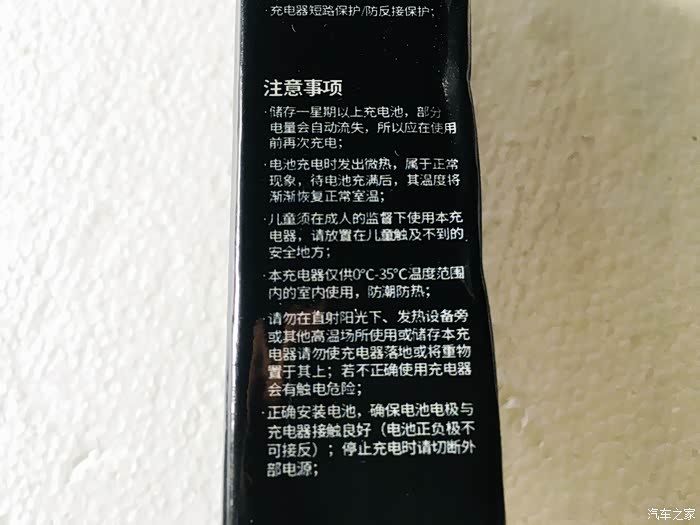 ·充电器短路保护/防反接保护；
注意事项
·储存一星期以上充电池，部分
电量会自动流失，所以应在使用
前再次充电；
·电池充电时发出微热，属于正常
现象，待电池充满后，其温度将
渐渐恢复正常室温；
·儿童须在成人的监督下使用本充
电器，请放置在儿童触及不到的
安全地方；
·本充电器仅供0℃-35℃温度范围
内的室内使用，防潮防热；
·请勿在直射阳光下、发热设备旁
或其他高温场所使用或储存本充
电器请勿使充电器落地或将重物
置于其上；若不正确使用充电器
会有触电危险；
·正确安装电池，确保电池电极与
充电器接触良好（电池正负极不
可接反）；停止充电时请切断外
部电源；
汽车之家